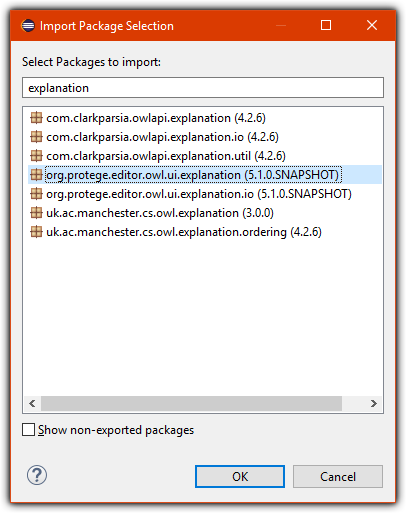 Import Package Selection
Select Packages to import:
explanation
com.clarkparsia.owlapi.explanation (4.2.6)
com.clarkparsia.owlapi.explanation.io (4.2.6)
com.clarkparsia.owlapi.explanation.util (4.2.6)
org.protege.editor.owl.ui.explanation (5.1.0.SNAPSHOT)
org.protege.editor.owl.ui.explanation.io (5.1.0.SNAPSHOT)
uk.ac.manchester.cs.owl.explanation (3.0.0)
uk.ac.manchester.cs.owl.explanation.ordering (4.2.6)
Show non-exported packages
? OK Cancel